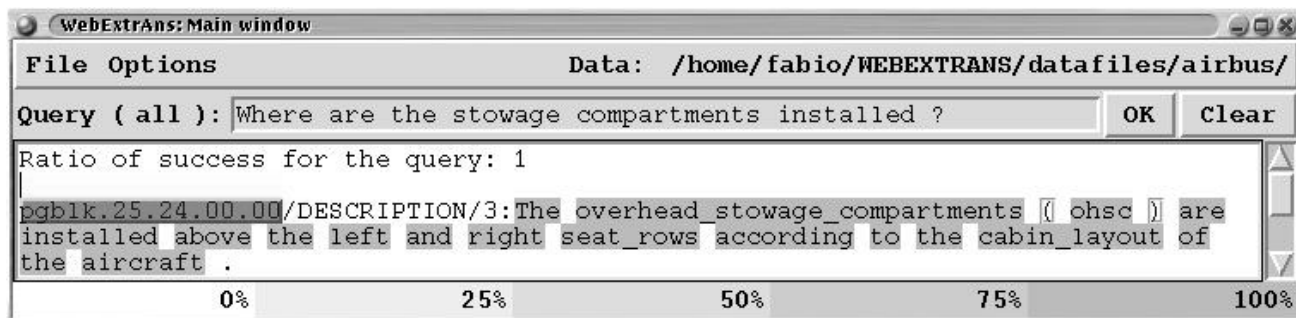 WebExtrAns: Main window
File Options Data: /home/fabio/WEBEXTRANS/datafiles/airbus/
Query ( all ): Where are the stowage compartments installed ? OK Clear
Ratio of success for the query: 1
pgblk.25.24.00.00/DESCRIPTION/3:The overhead_stowage_compartments ( ohsc ) are
installed above the left and right seat_rows according to the cabin_layout of
the aircraft .
0% 25% 50% 75% 100%